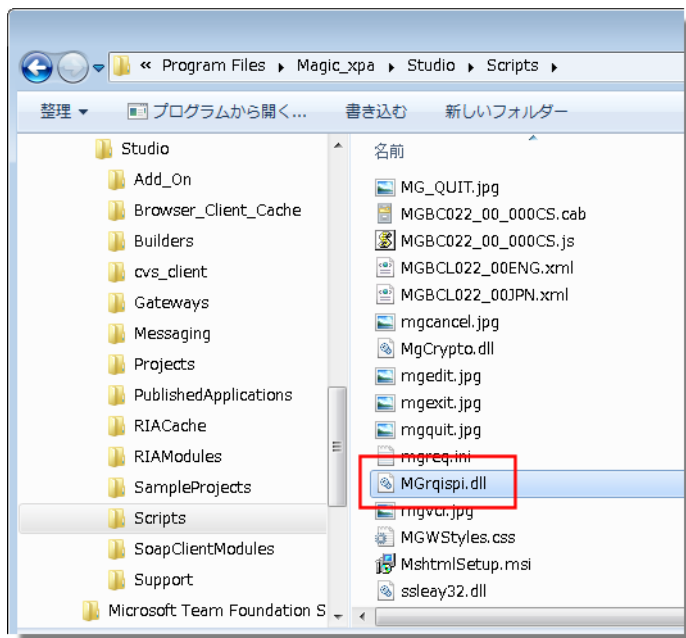 « Program Files ▸ Magic_xpa ▸ Studio ▸ Scripts ▸
整理 ▼ プログラムから開く... 書き込む 新しいフォルダー
Studio
Add_On
Browser_Client_Cache
Builders
cvs_client
Gateways
Messaging
Projects
PublishedApplications
RIACache
RIAModules
SampleProjects
Scripts
SoapClientModules
Support
Microsoft Team Foundation S
名前
MG_QUIT.jpg
MGBC022_00_000CS.cab
MGBC022_00_000CS.js
MGBCL022_00ENG.xml
MGBCL022_00JPN.xml
mgcancel.jpg
MgCrypto.dll
mgedit.jpg
mgexit.jpg
mgquit.jpg
mgreq.ini
MGrqispi.dll
mgvcr.jpg
MGWStyles.css
MshtmlSetup.msi
ssleay32.dll